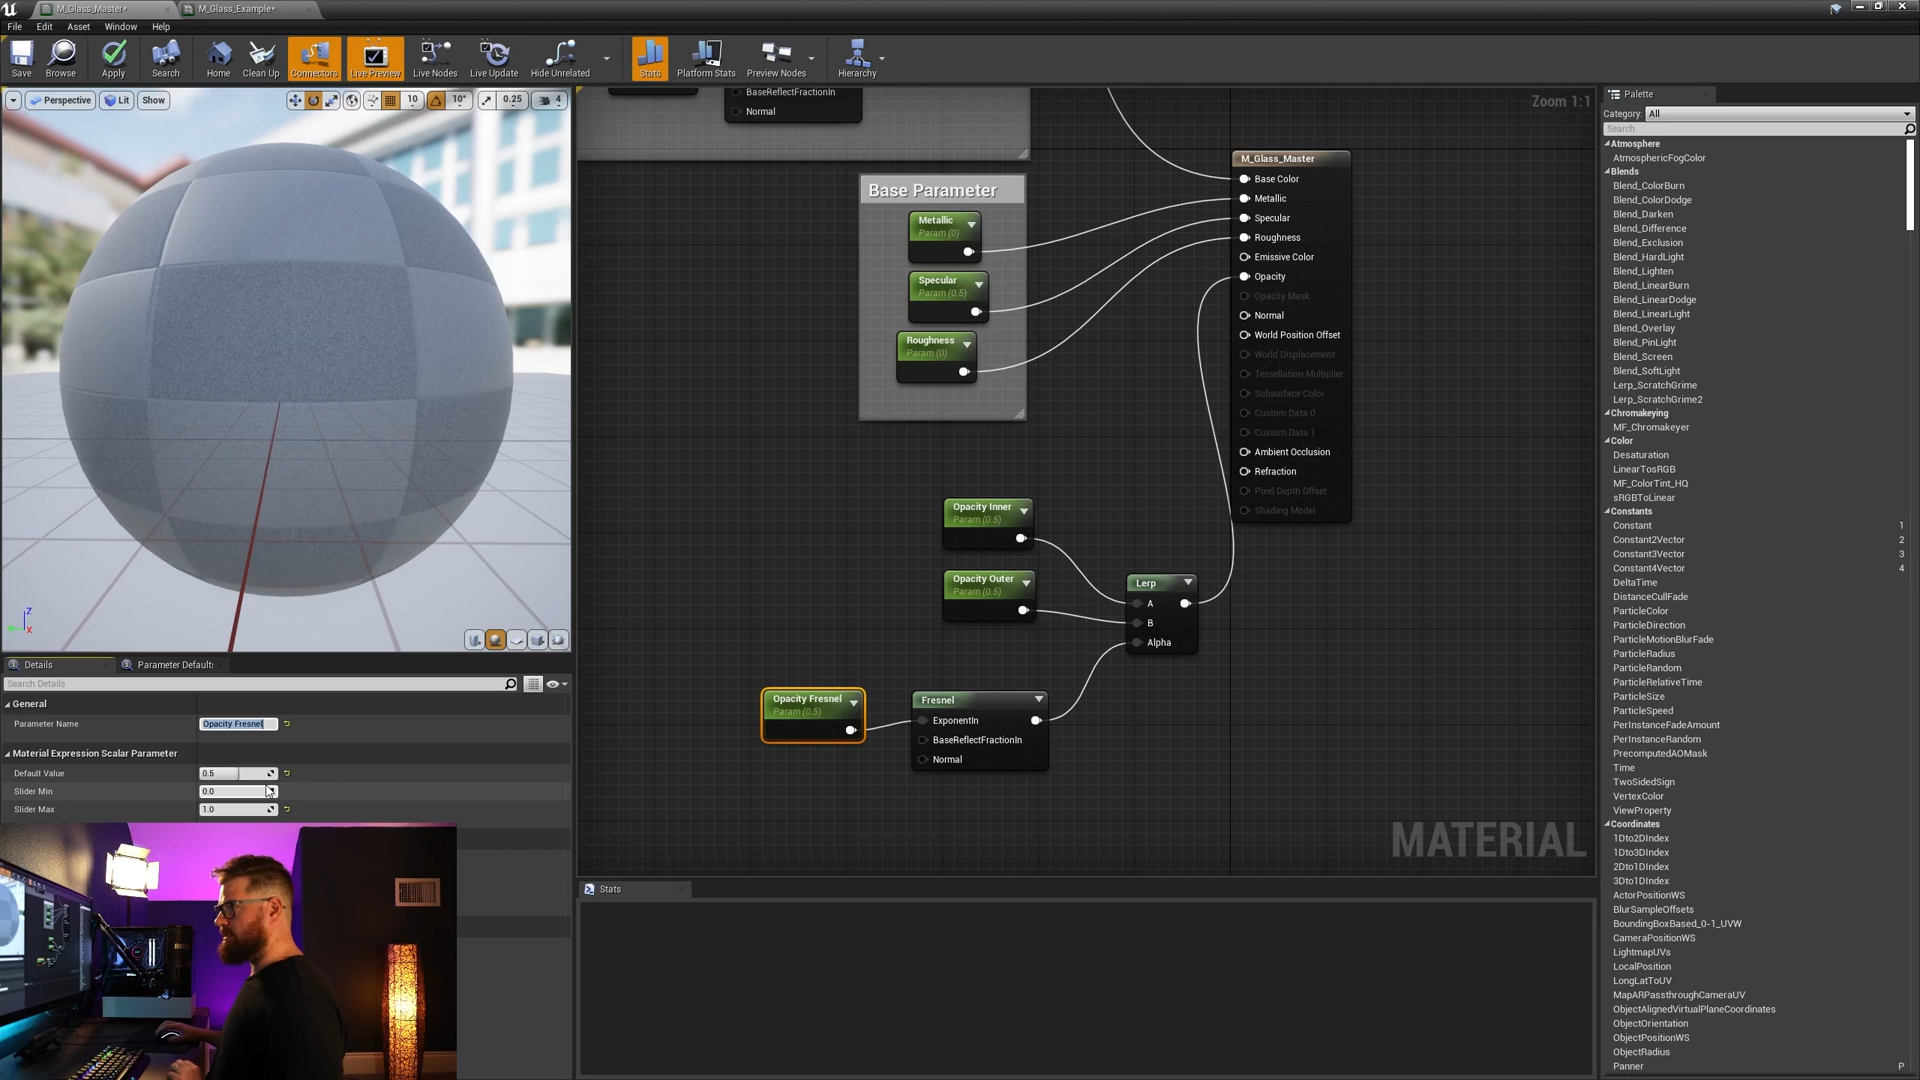 M_Glass_Master*
M_Glass_Example*
File Edit Asset Window Help
Save Browse Apply Search Home Clean Up Connectors Live Preview Live Nodes Live Update Hide Unrelated Stats Platform Stats Preview Nodes Hierarchy
Perspective Lit Show 10 10° 0.25 4
Z
X
BaseReflectFractionIn
Normal
Zoom 1:1
Base Parameter
Metallic
Param (0)
Specular
Param (0.5)
Roughness
Param (0)
M_Glass_Master
Base Color
Metallic
Specular
Roughness
Emissive Color
Opacity
Opacity Mask
Normal
World Position Offset
World Displacement
Tessellation Multiplier
Subsurface Color
Custom Data 0
Custom Data 1
Ambient Occlusion
Refraction
Pixel Depth Offset
Shading Model
Opacity Inner
Param (0.5)
Opacity Outer
Param (0.5)
Lerp
A
B
Alpha
Opacity Fresnel
Param (0.5)
Fresnel
ExponentIn
BaseReflectFractionIn
Normal
MATERIAL
Details
Parameter Default
Search Details
General
Parameter Name Opacity Fresnel
Material Expression Scalar Parameter
Default Value 0.5
Slider Min 0.0
Slider Max 1.0
Stats
Palette
Category: All
Search
Atmosphere
AtmosphericFogColor
Blends
Blend_ColorBurn
Blend_ColorDodge
Blend_Darken
Blend_Difference
Blend_Exclusion
Blend_HardLight
Blend_Lighten
Blend_LinearBurn
Blend_LinearDodge
Blend_LinearLight
Blend_Overlay
Blend_PinLight
Blend_Screen
Blend_SoftLight
Lerp_ScratchGrime
Lerp_ScratchGrime2
Chromakeying
MF_Chromakeyer
Color
Desaturation
LinearTosRGB
MF_ColorTint_HQ
sRGBToLinear
Constants
Constant 1
Constant2Vector 2
Constant3Vector 3
Constant4Vector 4
DeltaTime
DistanceCullFade
ParticleColor
ParticleDirection
ParticleMotionBlurFade
ParticleRadius
ParticleRandom
ParticleRelativeTime
ParticleSize
ParticleSpeed
PerInstanceFadeAmount
PerInstanceRandom
PrecomputedAOMask
Time
TwoSidedSign
VertexColor
ViewProperty
Coordinates
1Dto2DIndex
1Dto3DIndex
2Dto1DIndex
3Dto1DIndex
ActorPositionWS
BlurSampleOffsets
BoundingBoxBased_0-1_UVW
CameraPositionWS
LightmapUVs
LocalPosition
LongLatToUV
MapARPassthroughCameraUV
ObjectAlignedVirtualPlaneCoordinates
ObjectOrientation
ObjectPositionWS
ObjectRadius
Panner P